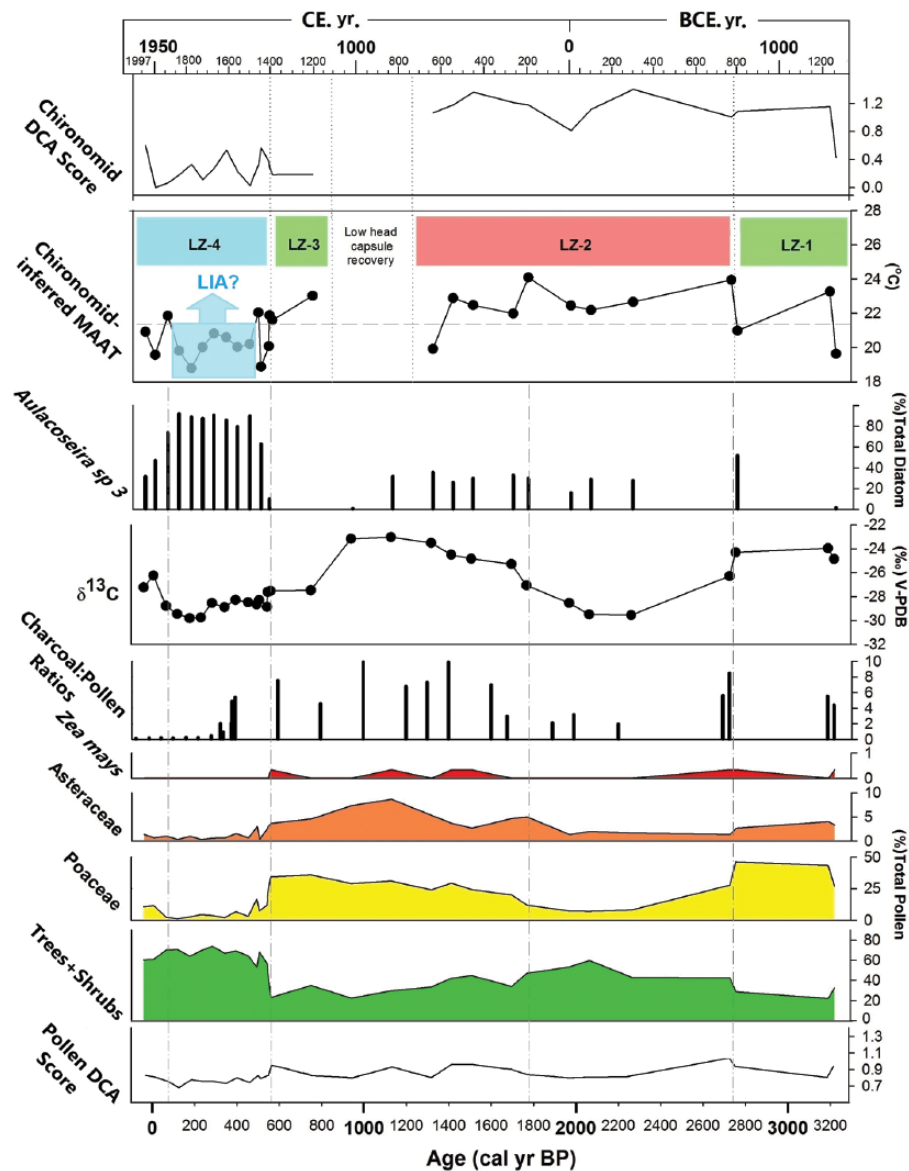 CE. yr.
BCE. yr.
1950 1000 0 1000
1997 1800 1600 1400 1200 800 600 400 200 200 400 600 800 1200
Chironomid
DCA Score
1.2
0.8
0.4
0.0
Chironomid-
inferred MAAT
LZ-4
LZ-3
Low head
capsule
recovery
LZ-2
LZ-1
LIA?
28
26
24
22
20
18
(°C)
Aulacoseira sp 3
80
60
40
20
0
(%)Total Diatom
δ13C
-22
-24
-26
-28
-30
-32
(‰) V-PDB
Charcoal:Pollen
Ratios
10
8
6
4
2
0
Zea mays
1
0
Asteraceae
10
5
0
Poaceae
50
25
0
(%)Total Pollen
Trees+Shrubs
80
60
40
20
0
Pollen DCA
Score
1.3
1.1
0.9
0.7
0 200 400 600 800 1000 1200 1400 1600 1800 2000 2200 2400 2600 2800 3000 3200
Age (cal yr BP)